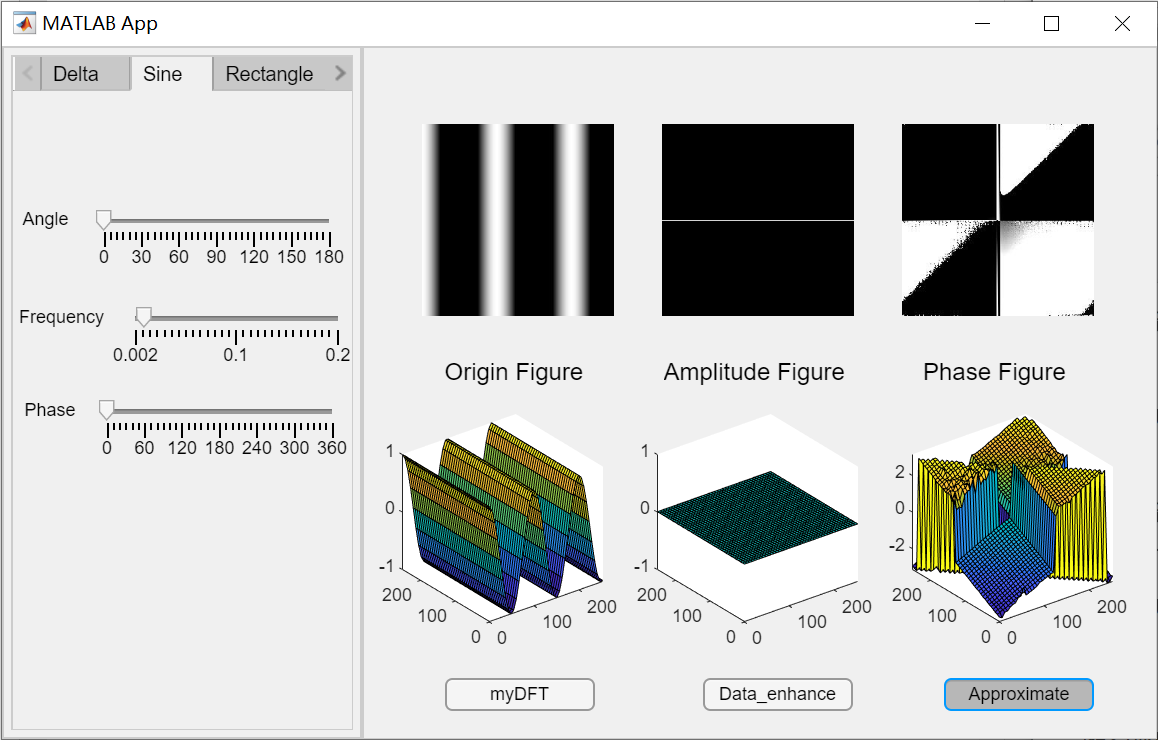 MATLAB App
Delta Sine Rectangle
Angle
0 30 60 90 120 150 180
Frequency
0.002 0.1 0.2
Phase
0 60 120 180 240 300 360
Origin Figure Amplitude Figure Phase Figure
1
0
-1
200
100
0
0
100
200
1
0
-1
200
100
0
0
100
200
2
0
-2
200
100
0
0
100
200
myDFT Data_enhance Approximate